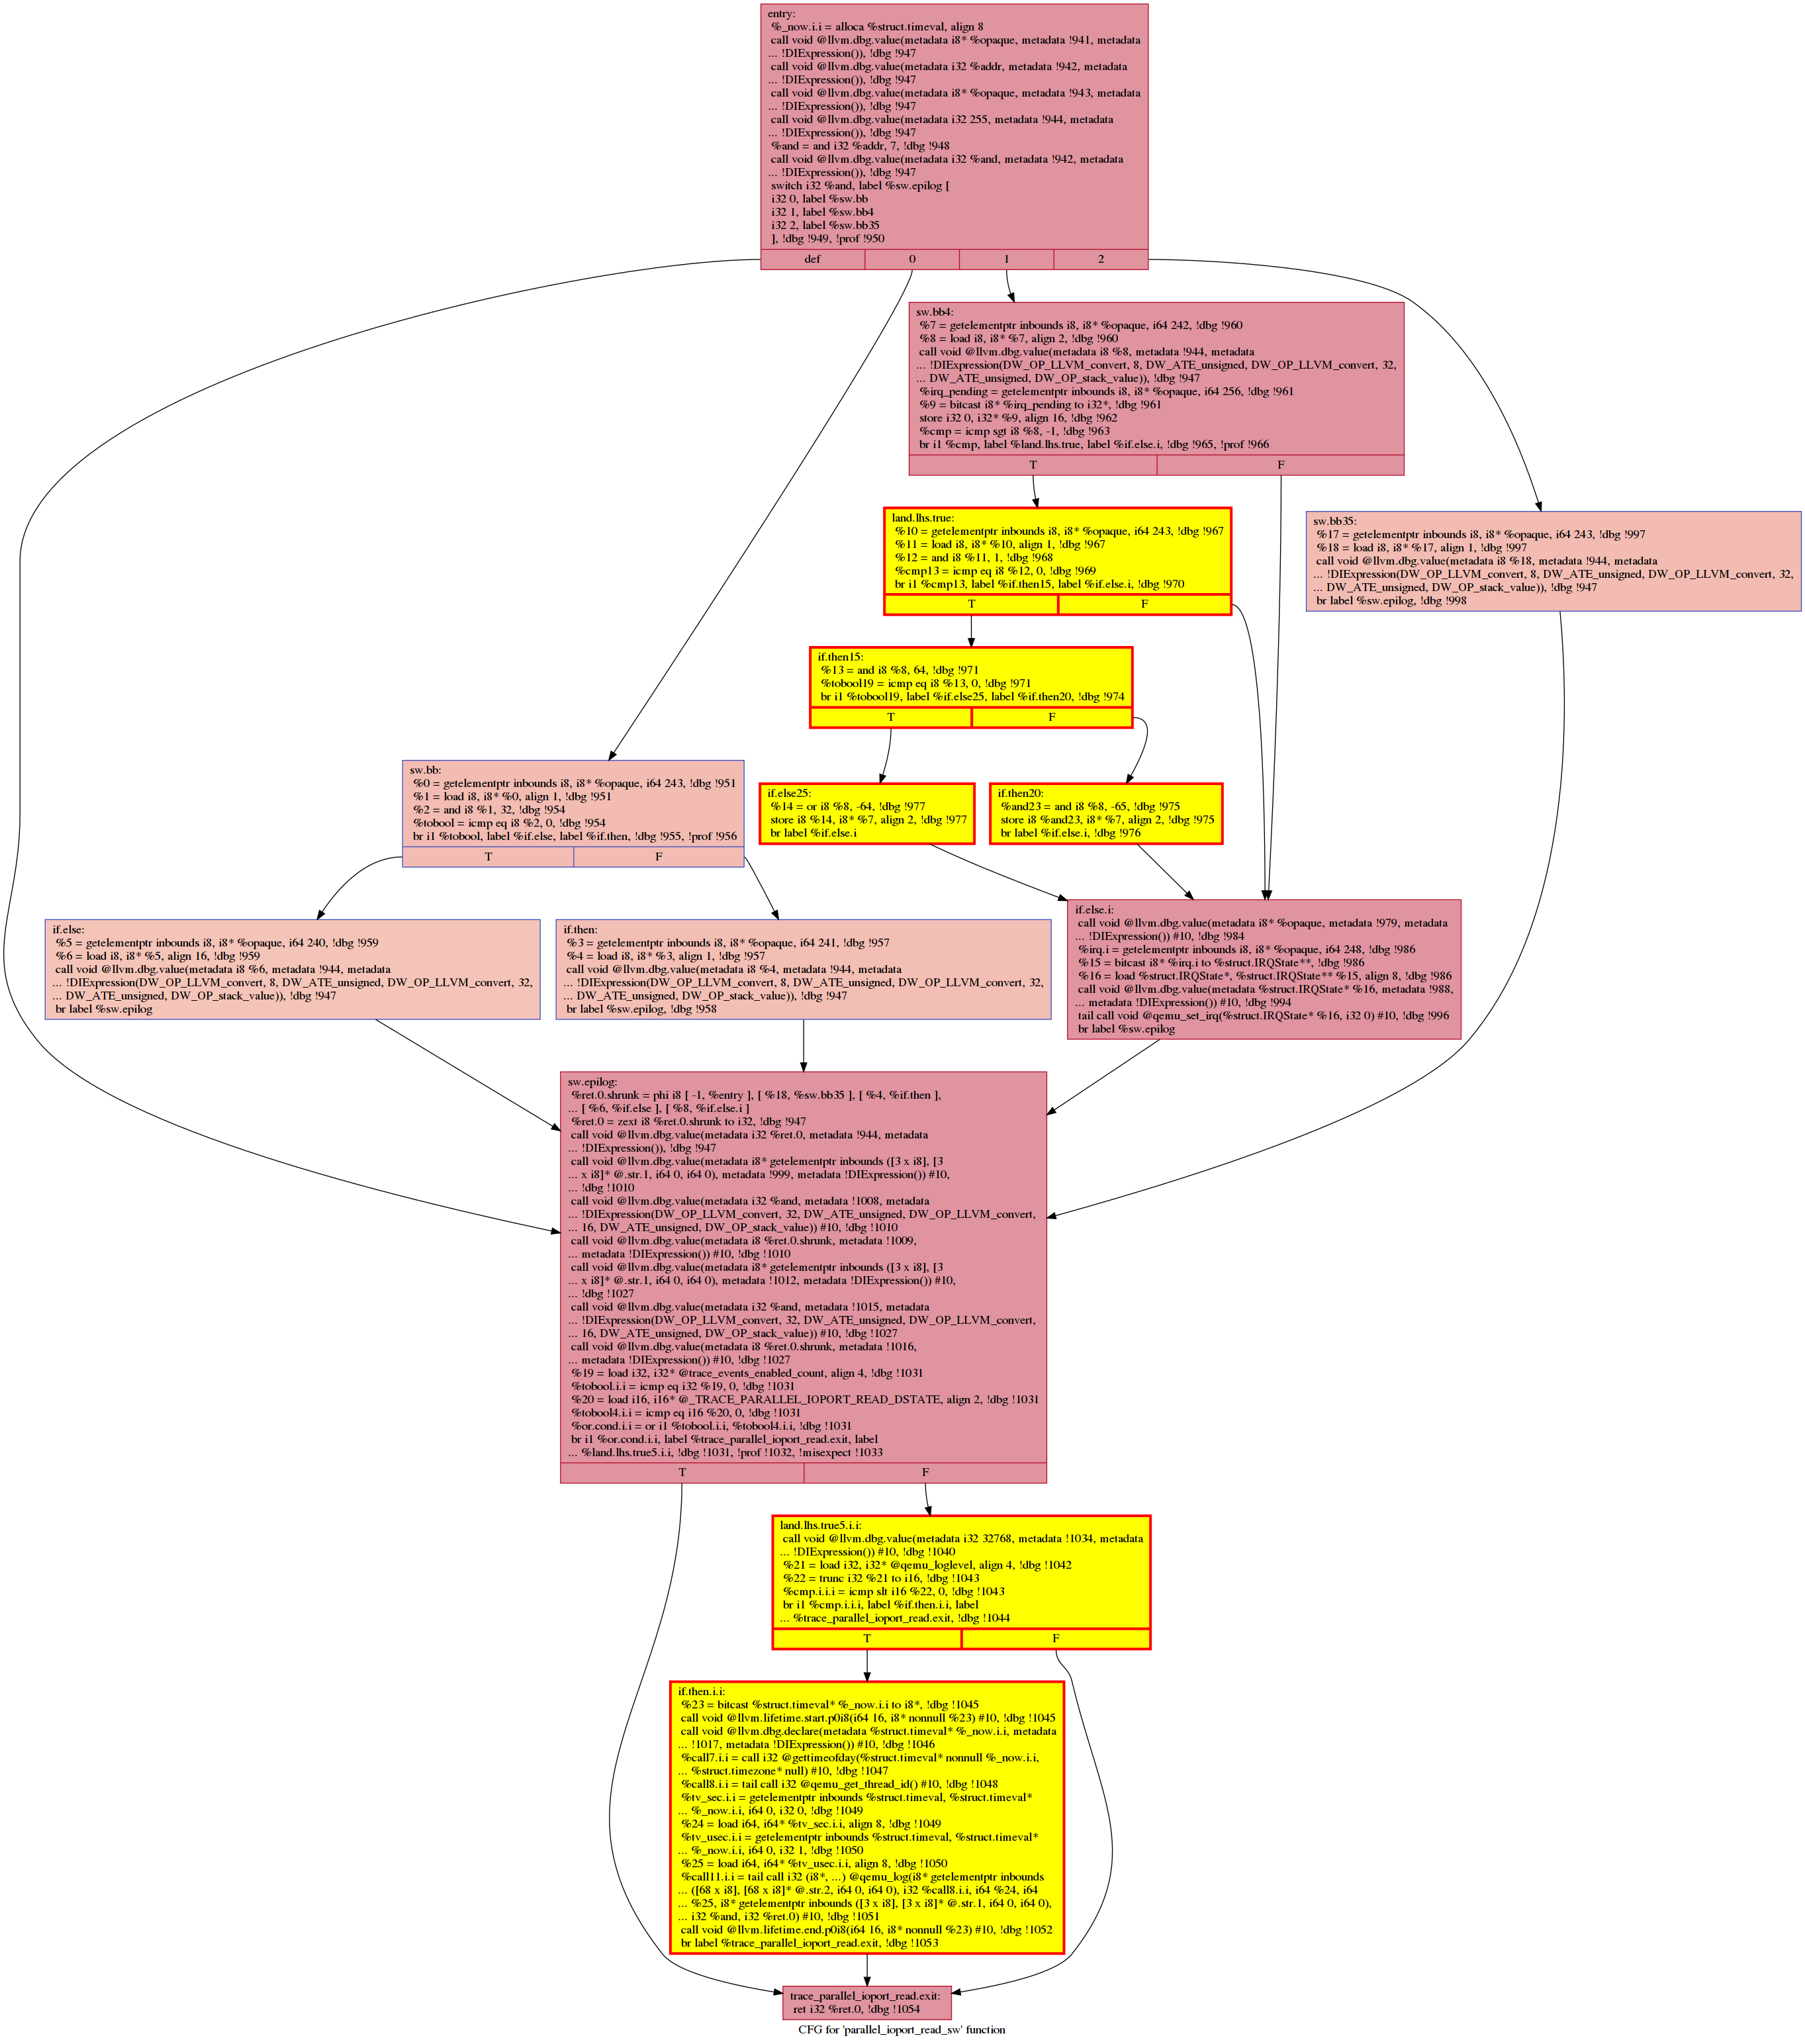 entry:
%_now.i.i = alloca %struct.timeval, align 8
call void @llvm.dbg.value(metadata i8* %opaque, metadata !941, metadata
... !DIExpression()), !dbg !947
call void @llvm.dbg.value(metadata i32 %addr, metadata !942, metadata
... !DIExpression()), !dbg !947
call void @llvm.dbg.value(metadata i8* %opaque, metadata !943, metadata
... !DIExpression()), !dbg !947
call void @llvm.dbg.value(metadata i32 255, metadata !944, metadata
... !DIExpression()), !dbg !947
%and = and i32 %addr, 7, !dbg !948
call void @llvm.dbg.value(metadata i32 %and, metadata !942, metadata
... !DIExpression()), !dbg !947
switch i32 %and, label %sw.epilog [
i32 0, label %sw.bb
i32 1, label %sw.bb4
i32 2, label %sw.bb35
], !dbg !949, !prof !950
def 0 1 2
sw.bb4:
%7 = getelementptr inbounds i8, i8* %opaque, i64 242, !dbg !960
%8 = load i8, i8* %7, align 2, !dbg !960
call void @llvm.dbg.value(metadata i8 %8, metadata !944, metadata
... !DIExpression(DW_OP_LLVM_convert, 8, DW_ATE_unsigned, DW_OP_LLVM_convert, 32,
... DW_ATE_unsigned, DW_OP_stack_value)), !dbg !947
%irq_pending = getelementptr inbounds i8, i8* %opaque, i64 256, !dbg !961
%9 = bitcast i8* %irq_pending to i32*, !dbg !961
store i32 0, i32* %9, align 16, !dbg !962
%cmp = icmp sgt i8 %8, -1, !dbg !963
br i1 %cmp, label %land.lhs.true, label %if.else.i, !dbg !965, !prof !966
T F
land.lhs.true:
%10 = getelementptr inbounds i8, i8* %opaque, i64 243, !dbg !967
%11 = load i8, i8* %10, align 1, !dbg !967
%12 = and i8 %11, 1, !dbg !968
%cmp13 = icmp eq i8 %12, 0, !dbg !969
br i1 %cmp13, label %if.then15, label %if.else.i, !dbg !970
T F
sw.bb35:
%17 = getelementptr inbounds i8, i8* %opaque, i64 243, !dbg !997
%18 = load i8, i8* %17, align 1, !dbg !997
call void @llvm.dbg.value(metadata i8 %18, metadata !944, metadata
... !DIExpression(DW_OP_LLVM_convert, 8, DW_ATE_unsigned, DW_OP_LLVM_convert, 32,
... DW_ATE_unsigned, DW_OP_stack_value)), !dbg !947
br label %sw.epilog, !dbg !998
if.then15:
%13 = and i8 %8, 64, !dbg !971
%tobool19 = icmp eq i8 %13, 0, !dbg !971
br i1 %tobool19, label %if.else25, label %if.then20, !dbg !974
T F
sw.bb:
%0 = getelementptr inbounds i8, i8* %opaque, i64 243, !dbg !951
%1 = load i8, i8* %0, align 1, !dbg !951
%2 = and i8 %1, 32, !dbg !954
%tobool = icmp eq i8 %2, 0, !dbg !954
br i1 %tobool, label %if.else, label %if.then, !dbg !955, !prof !956
T F
if.else25:
%14 = or i8 %8, -64, !dbg !977
store i8 %14, i8* %7, align 2, !dbg !977
br label %if.else.i
if.then20:
%and23 = and i8 %8, -65, !dbg !975
store i8 %and23, i8* %7, align 2, !dbg !975
br label %if.else.i, !dbg !976
if.else:
%5 = getelementptr inbounds i8, i8* %opaque, i64 240, !dbg !959
%6 = load i8, i8* %5, align 16, !dbg !959
call void @llvm.dbg.value(metadata i8 %6, metadata !944, metadata
... !DIExpression(DW_OP_LLVM_convert, 8, DW_ATE_unsigned, DW_OP_LLVM_convert, 32,
... DW_ATE_unsigned, DW_OP_stack_value)), !dbg !947
br label %sw.epilog
if.then:
%3 = getelementptr inbounds i8, i8* %opaque, i64 241, !dbg !957
%4 = load i8, i8* %3, align 1, !dbg !957
call void @llvm.dbg.value(metadata i8 %4, metadata !944, metadata
... !DIExpression(DW_OP_LLVM_convert, 8, DW_ATE_unsigned, DW_OP_LLVM_convert, 32,
... DW_ATE_unsigned, DW_OP_stack_value)), !dbg !947
br label %sw.epilog, !dbg !958
if.else.i:
call void @llvm.dbg.value(metadata i8* %opaque, metadata !979, metadata
... !DIExpression()) #10, !dbg !984
%irq.i = getelementptr inbounds i8, i8* %opaque, i64 248, !dbg !986
%15 = bitcast i8* %irq.i to %struct.IRQState**, !dbg !986
%16 = load %struct.IRQState*, %struct.IRQState** %15, align 8, !dbg !986
call void @llvm.dbg.value(metadata %struct.IRQState* %16, metadata !988,
... metadata !DIExpression()) #10, !dbg !994
tail call void @qemu_set_irq(%struct.IRQState* %16, i32 0) #10, !dbg !996
br label %sw.epilog
sw.epilog:
%ret.0.shrunk = phi i8 [ -1, %entry ], [ %18, %sw.bb35 ], [ %4, %if.then ],
... [ %6, %if.else ], [ %8, %if.else.i ]
%ret.0 = zext i8 %ret.0.shrunk to i32, !dbg !947
call void @llvm.dbg.value(metadata i32 %ret.0, metadata !944, metadata
... !DIExpression()), !dbg !947
call void @llvm.dbg.value(metadata i8* getelementptr inbounds ([3 x i8], [3
... x i8]* @.str.1, i64 0, i64 0), metadata !999, metadata !DIExpression()) #10,
... !dbg !1010
call void @llvm.dbg.value(metadata i32 %and, metadata !1008, metadata
... !DIExpression(DW_OP_LLVM_convert, 32, DW_ATE_unsigned, DW_OP_LLVM_convert,
... 16, DW_ATE_unsigned, DW_OP_stack_value)) #10, !dbg !1010
call void @llvm.dbg.value(metadata i8 %ret.0.shrunk, metadata !1009,
... metadata !DIExpression()) #10, !dbg !1010
call void @llvm.dbg.value(metadata i8* getelementptr inbounds ([3 x i8], [3
... x i8]* @.str.1, i64 0, i64 0), metadata !1012, metadata !DIExpression()) #10,
... !dbg !1027
call void @llvm.dbg.value(metadata i32 %and, metadata !1015, metadata
... !DIExpression(DW_OP_LLVM_convert, 32, DW_ATE_unsigned, DW_OP_LLVM_convert,
... 16, DW_ATE_unsigned, DW_OP_stack_value)) #10, !dbg !1027
call void @llvm.dbg.value(metadata i8 %ret.0.shrunk, metadata !1016,
... metadata !DIExpression()) #10, !dbg !1027
%19 = load i32, i32* @trace_events_enabled_count, align 4, !dbg !1031
%tobool.i.i = icmp eq i32 %19, 0, !dbg !1031
%20 = load i16, i16* @_TRACE_PARALLEL_IOPORT_READ_DSTATE, align 2, !dbg !1031
%tobool4.i.i = icmp eq i16 %20, 0, !dbg !1031
%or.cond.i.i = or i1 %tobool.i.i, %tobool4.i.i, !dbg !1031
br i1 %or.cond.i.i, label %trace_parallel_ioport_read.exit, label
... %land.lhs.true5.i.i, !dbg !1031, !prof !1032, !misexpect !1033
T F
land.lhs.true5.i.i:
call void @llvm.dbg.value(metadata i32 32768, metadata !1034, metadata
... !DIExpression()) #10, !dbg !1040
%21 = load i32, i32* @qemu_loglevel, align 4, !dbg !1042
%22 = trunc i32 %21 to i16, !dbg !1043
%cmp.i.i.i = icmp slt i16 %22, 0, !dbg !1043
br i1 %cmp.i.i.i, label %if.then.i.i, label
... %trace_parallel_ioport_read.exit, !dbg !1044
T F
if.then.i.i:
%23 = bitcast %struct.timeval* %_now.i.i to i8*, !dbg !1045
call void @llvm.lifetime.start.p0i8(i64 16, i8* nonnull %23) #10, !dbg !1045
call void @llvm.dbg.declare(metadata %struct.timeval* %_now.i.i, metadata
... !1017, metadata !DIExpression()) #10, !dbg !1046
%call7.i.i = call i32 @gettimeofday(%struct.timeval* nonnull %_now.i.i,
... %struct.timezone* null) #10, !dbg !1047
%call8.i.i = tail call i32 @qemu_get_thread_id() #10, !dbg !1048
%tv_sec.i.i = getelementptr inbounds %struct.timeval, %struct.timeval*
... %_now.i.i, i64 0, i32 0, !dbg !1049
%24 = load i64, i64* %tv_sec.i.i, align 8, !dbg !1049
%tv_usec.i.i = getelementptr inbounds %struct.timeval, %struct.timeval*
... %_now.i.i, i64 0, i32 1, !dbg !1050
%25 = load i64, i64* %tv_usec.i.i, align 8, !dbg !1050
%call11.i.i = tail call i32 (i8*, ...) @qemu_log(i8* getelementptr inbounds
... ([68 x i8], [68 x i8]* @.str.2, i64 0, i64 0), i32 %call8.i.i, i64 %24, i64
... %25, i8* getelementptr inbounds ([3 x i8], [3 x i8]* @.str.1, i64 0, i64 0),
... i32 %and, i32 %ret.0) #10, !dbg !1051
call void @llvm.lifetime.end.p0i8(i64 16, i8* nonnull %23) #10, !dbg !1052
br label %trace_parallel_ioport_read.exit, !dbg !1053
trace_parallel_ioport_read.exit:
ret i32 %ret.0, !dbg !1054
CFG for 'parallel_ioport_read_sw' function